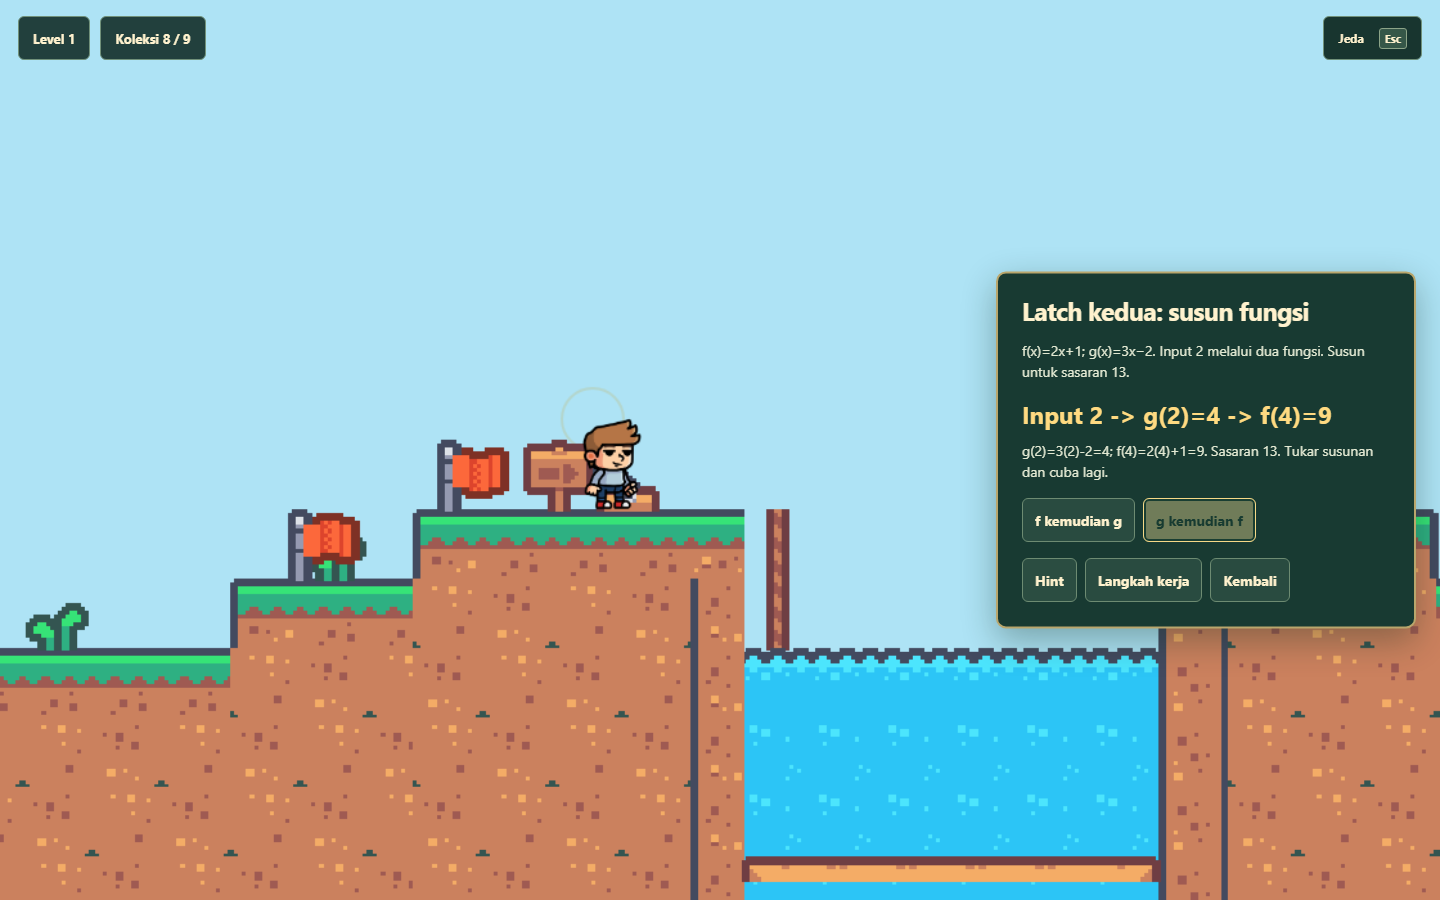 Level 1
Koleksi 8 / 9
Jeda Esc
Latch kedua: susun fungsi
f(x)=2x+1; g(x)=3x−2. Input 2 melalui dua fungsi. Susun
untuk sasaran 13.
Input 2 -> g(2)=4 -> f(4)=9
g(2)=3(2)-2=4; f(4)=2(4)+1=9. Sasaran 13. Tukar susunan
dan cuba lagi.
f kemudian g
g kemudian f
Hint
Langkah kerja
Kembali